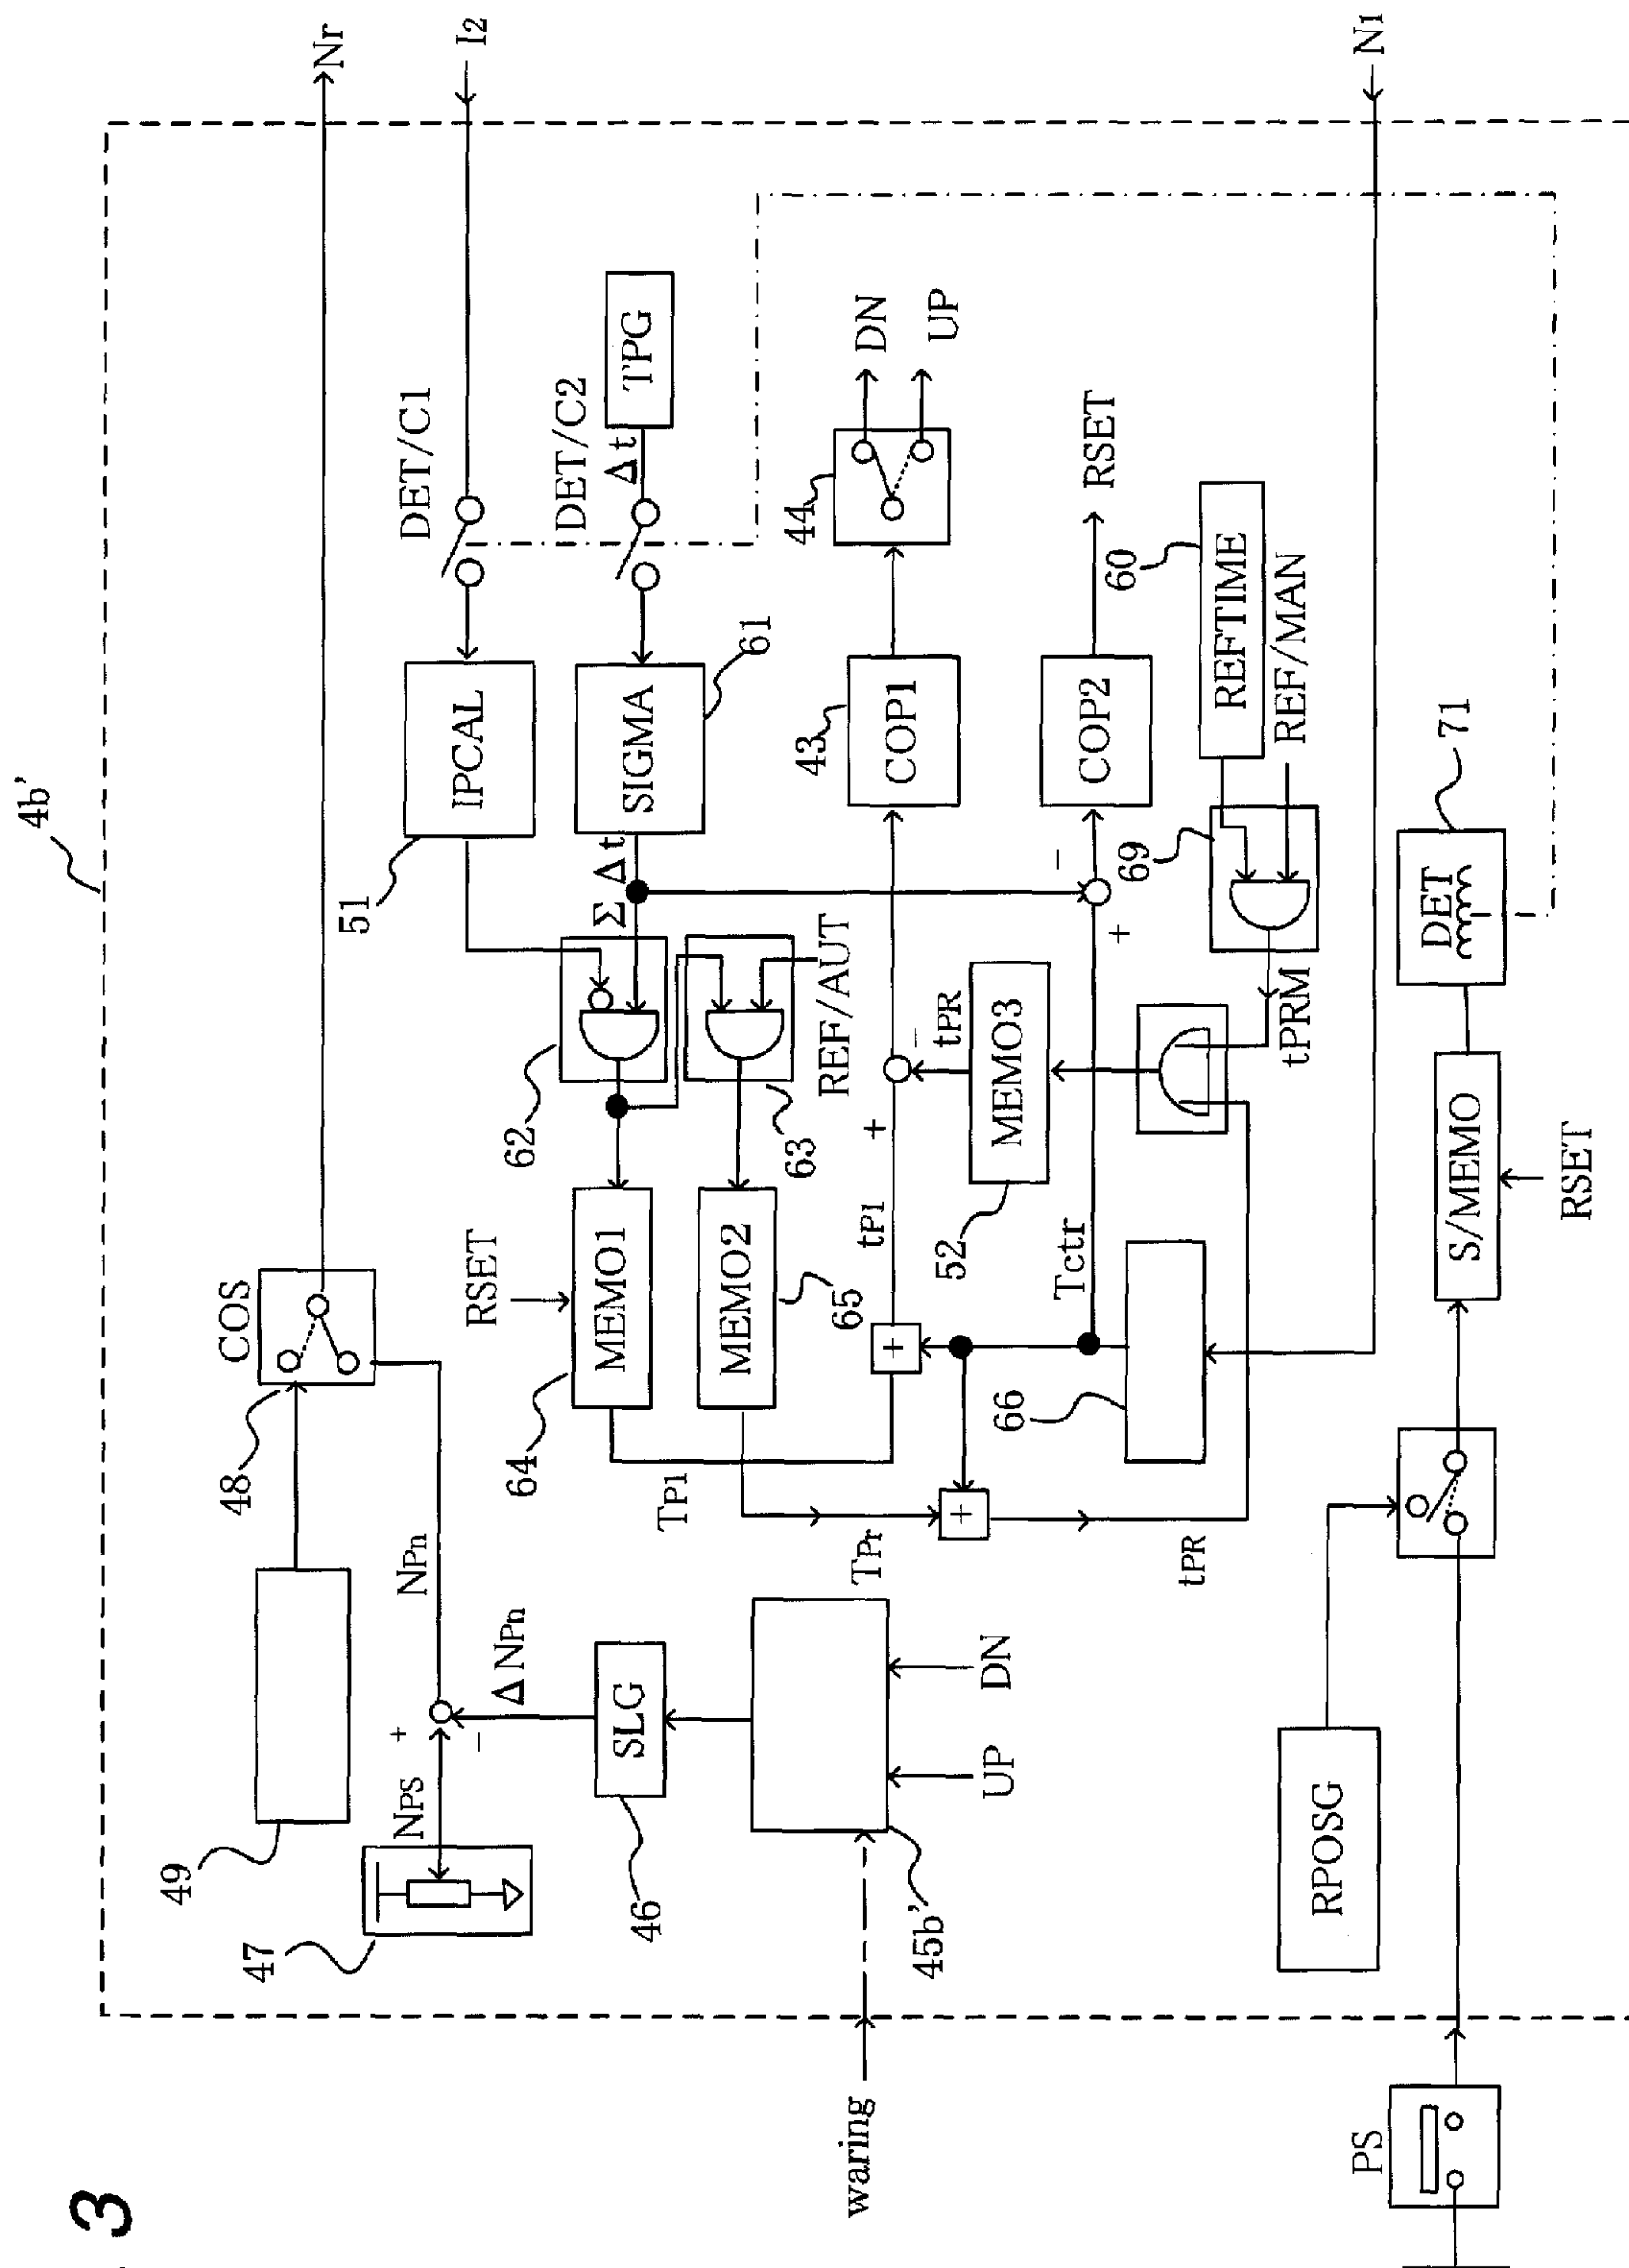 3
4b'
Nr
I2
N1
DET/C1
DET/C2
Δt
TPG
IPCAL
51
SIGMA
61
Δt
Σ
62
63
REF/AUT
COS
48
49
RSET
MEMO1
64
MEMO2
65
TP1
TPr
47
NPS
+
−
NPn
ΔNPn
SLG
46
45b'
UP
DN
waring
+
+
tP1
+
−
tPR
MEMO3
52
COP1
43
44
DN
UP
COP2
RSET
−
+
Tctr
66
tPR
60
REFTIME
REF/MAN
69
tPRM
RPOSG
S/MEMO
RSET
DET
71
PS